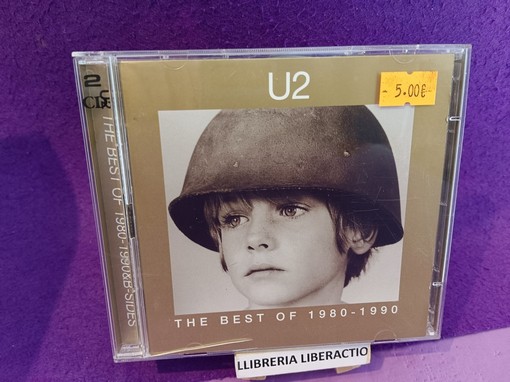 U2
- 5.00€-
2
CD
THE BEST OF 1980-1990&B-SIDES
THE BEST OF 1980-1990
LLIBRERIA LIBERACTIO